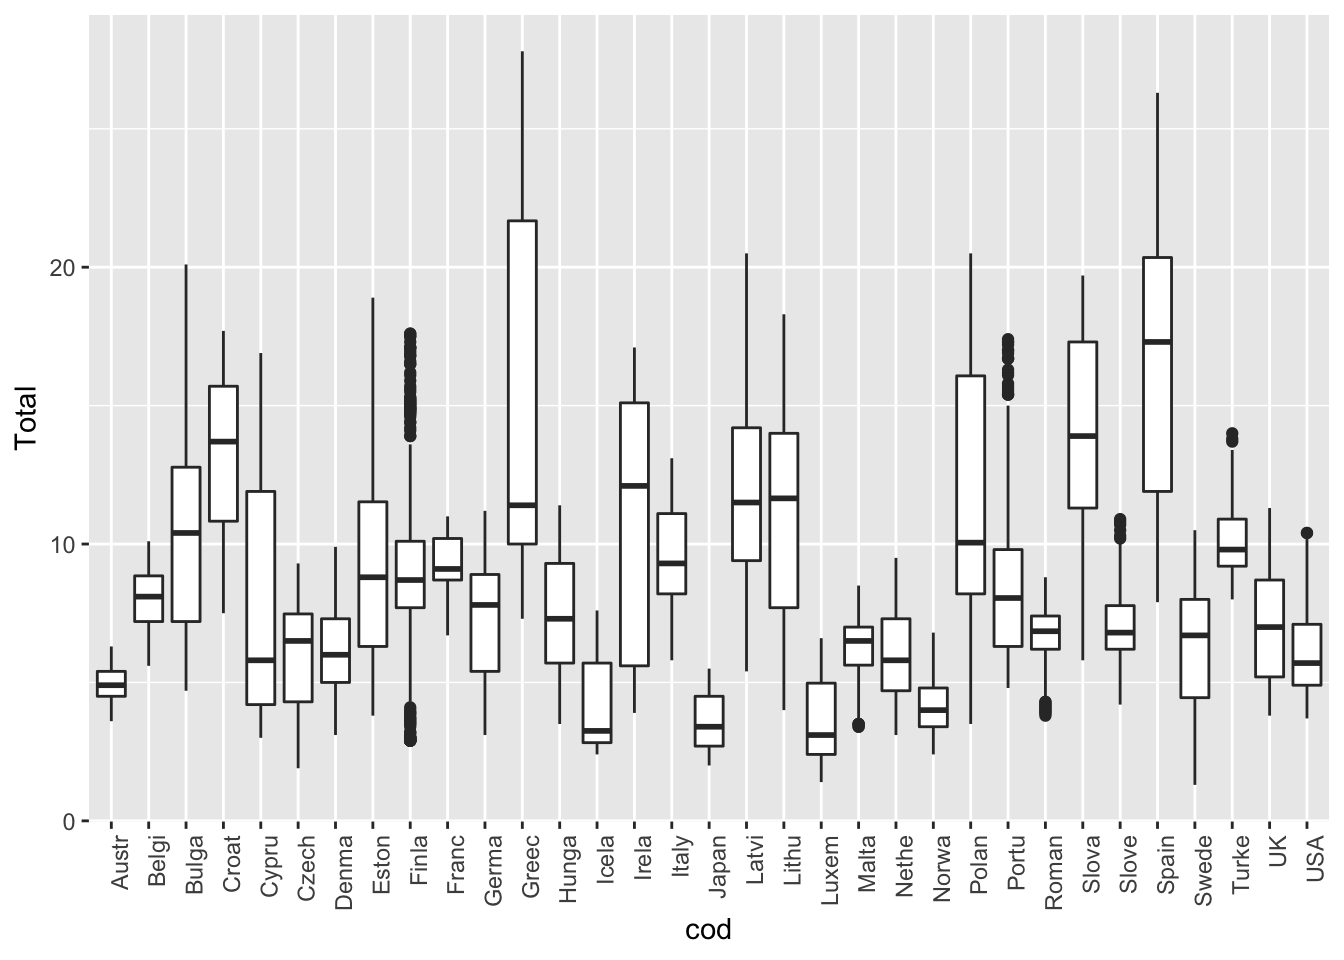 Total
20
10
0
Austr
Belgi
Bulga
Croat
Cypru
Czech
Denma
Eston
Finla
Franc
Germa
Greec
Hunga
Icela
Irela
Italy
Japan
Latvi
Lithu
Luxem
Malta
Nethe
Norwa
Polan
Portu
Roman
Slova
Slove
Spain
Swede
Turke
UK
USA
cod